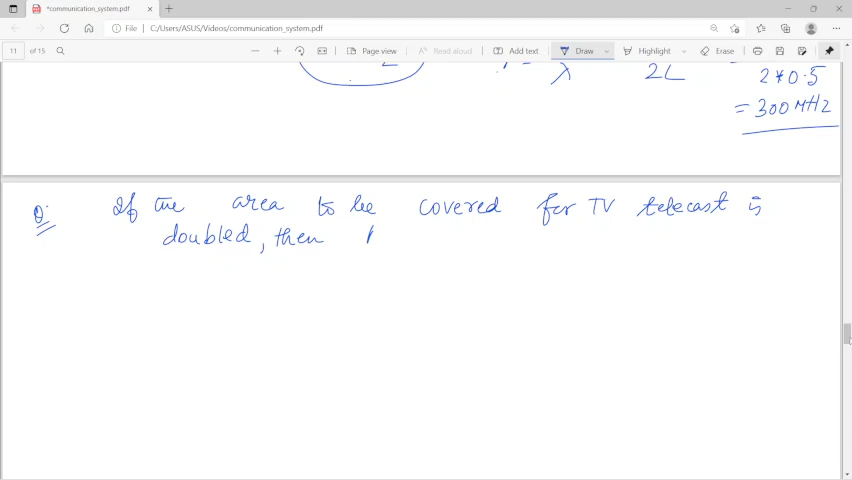 *communication_system.pdf
File C:/Users/ASUS/Videos/communication_system.pdf
11 of 15 Page view Read aloud Add text Draw Highlight Erase
λ 2L 2*0.5
= 300 MHz
Q: If the area to be covered for TV telecast is
doubled, then